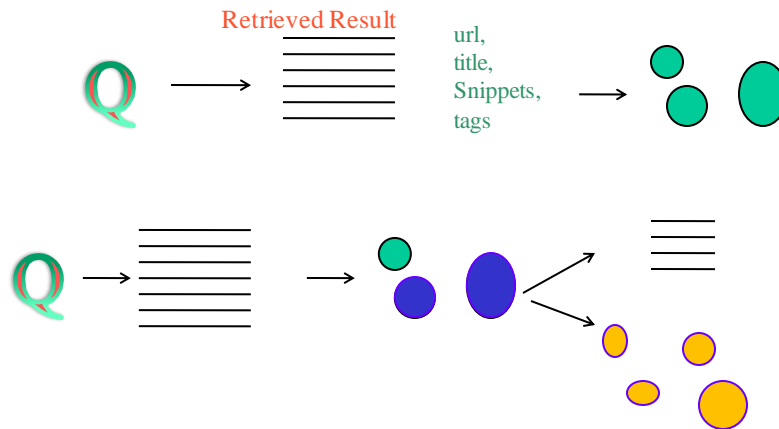 Retrieved Result
url,
title,
Snippets,
tags
Q
Q